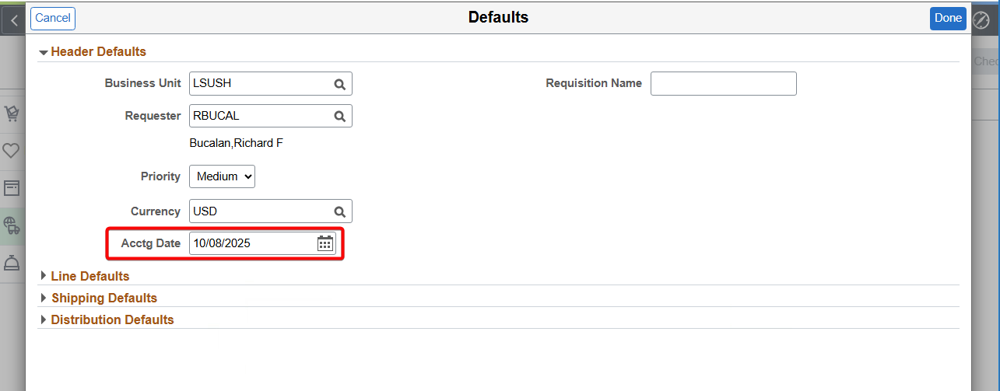 Cancel
Defaults
Done
Chec
Header Defaults
Business Unit LSUSH
Requisition Name
Requester RBUCAL
Bucalan,Richard F
Priority Medium
Currency USD
Acctg Date 10/08/2025
Line Defaults
Shipping Defaults
Distribution Defaults